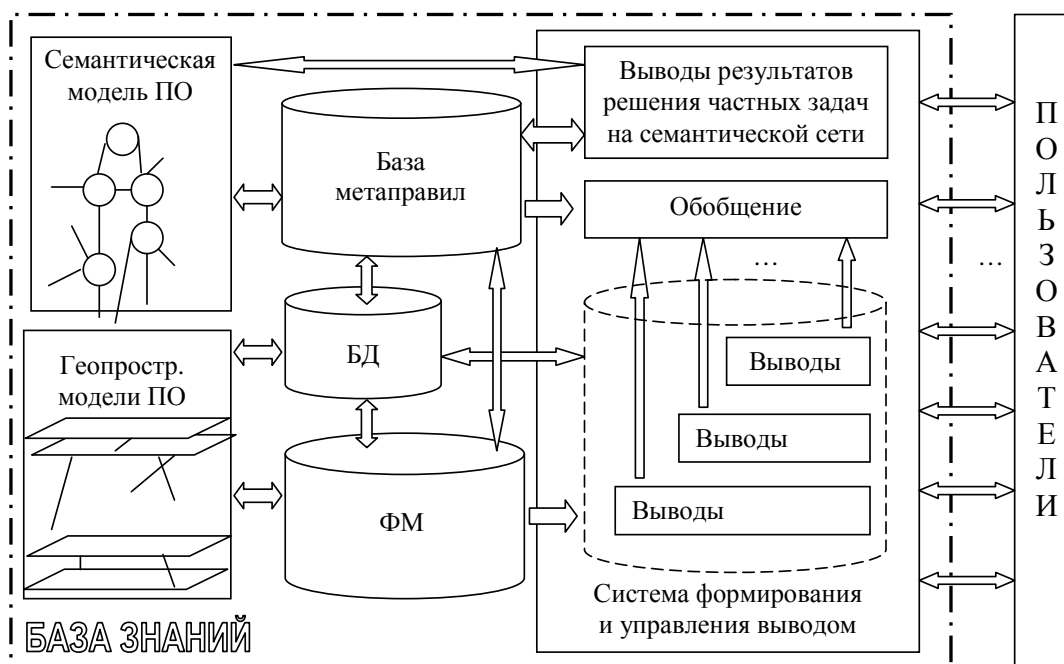 Семантическая
модель ПО
Выводы результатов
решения частных задач
на семантической сети
База
метаправил
Обобщение
...
БД
Геопростр.
модели ПО
Выводы
Выводы
ФМ
Выводы
Система формирования
и управления выводом
БАЗА ЗНАНИЙ
...
ПОЛЬЗОВАТЕЛИ